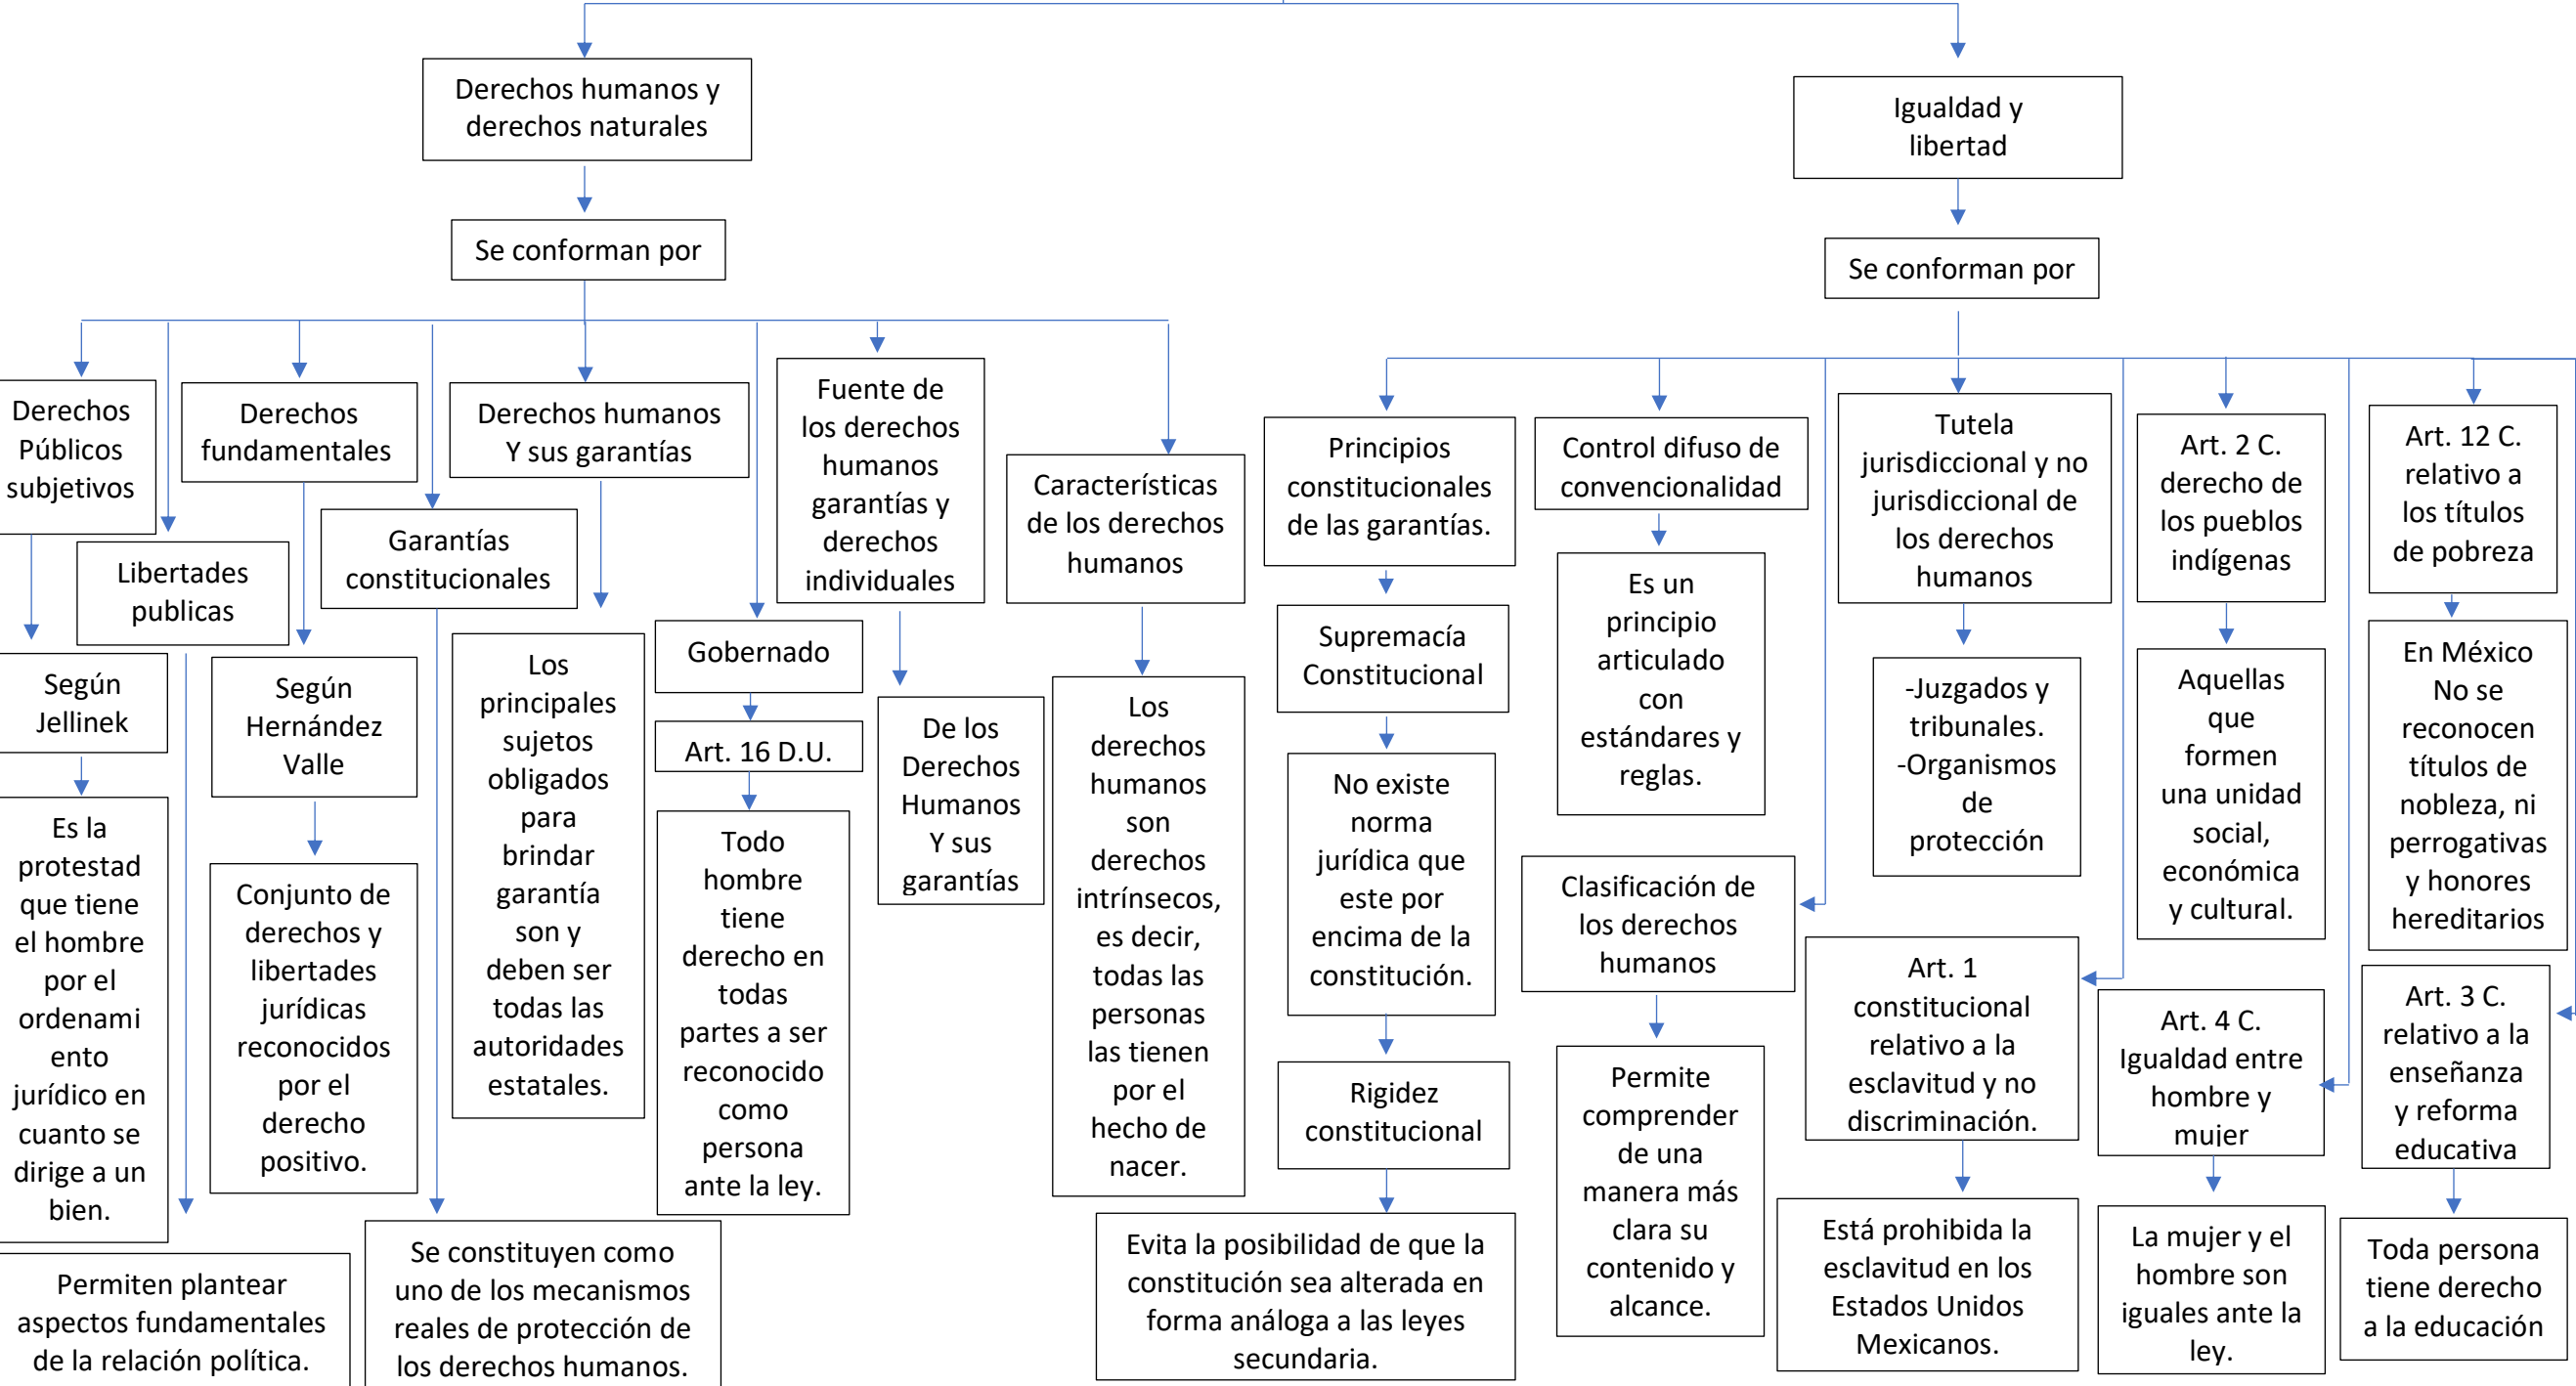 Derechos humanos y
derechos naturales
Igualdad y
libertad
Se conforman por
Se conforman por
Derechos
Públicos
subjetivos
Libertades
publicas
Derechos
fundamentales
Garantías
constitucionales
Derechos humanos
Y sus garantías
Gobernado
Fuente de
los derechos
humanos
garantías y
derechos
individuales
Características
de los derechos
humanos
Principios
constitucionales
de las garantías.
Control difuso de
convencionalidad
Tutela
jurisdiccional y no
jurisdiccional de
los derechos
humanos
Art. 2 C.
derecho de
los pueblos
indígenas
Art. 12 C.
relativo a
los títulos
de pobreza
Según
Jellinek
Según
Hernández
Valle
Los
principales
sujetos
obligados
para
brindar
garantía
son y
deben ser
todas las
autoridades
estatales.
Art. 16 D.U.
De los
Derechos
Humanos
Y sus
garantías
Los
derechos
humanos
son
derechos
intrínsecos,
es decir,
todas las
personas
las tienen
por el
hecho de
nacer.
Supremacía
Constitucional
Es un
principio
articulado
con
estándares y
reglas.
-Juzgados y
tribunales.
-Organismos
de
protección
Aquellas
que
formen
una unidad
social,
económica
y cultural.
En México
No se
reconocen
títulos de
nobleza, ni
perrogativas
y honores
hereditarios
Es la
protestad
que tiene
el hombre
por el
ordenami
ento
jurídico en
cuanto se
dirige a un
bien.
Conjunto de
derechos y
libertades
jurídicas
reconocidos
por el
derecho
positivo.
Todo
hombre
tiene
derecho en
todas
partes a ser
reconocido
como
persona
ante la ley.
No existe
norma
jurídica que
este por
encima de la
constitución.
Clasificación de
los derechos
humanos
Art. 1
constitucional
relativo a la
esclavitud y no
discriminación.
Art. 4 C.
Igualdad entre
hombre y
mujer
Art. 3 C.
relativo a la
enseñanza
y reforma
educativa
Rigidez
constitucional
Permite
comprender
de una
manera más
clara su
contenido y
alcance.
Permiten plantear
aspectos fundamentales
de la relación política.
Se constituyen como
uno de los mecanismos
reales de protección de
los derechos humanos.
Evita la posibilidad de que la
constitución sea alterada en
forma análoga a las leyes
secundaria.
Está prohibida la
esclavitud en los
Estados Unidos
Mexicanos.
La mujer y el
hombre son
iguales ante la
ley.
Toda persona
tiene derecho
a la educación